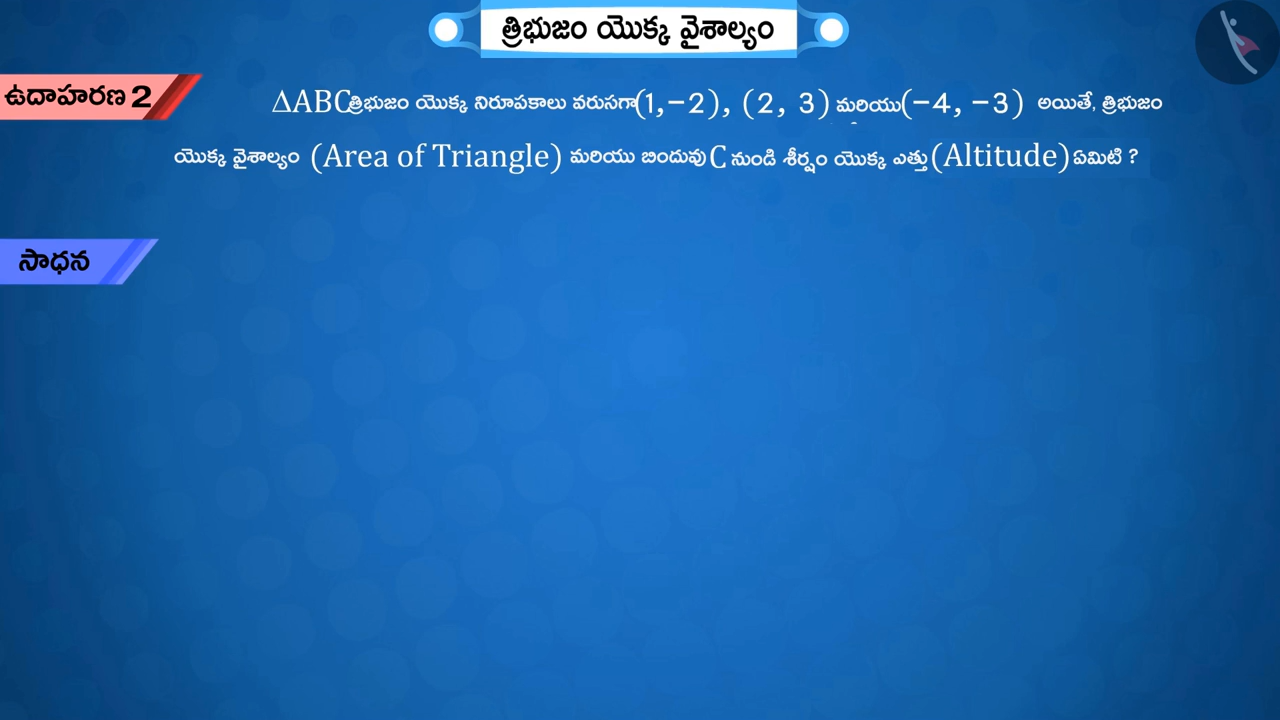 త్రిభుజం యొక్క వైశాల్యం
ఉదాహరణ 2
ΔABCత్రిభుజం యొక్క నిరూపకాలు వరుసగా(1,−2), (2, 3) మరియు(−4, −3) అయితే, త్రిభుజం
యొక్క వైశాల్యం (Area of Triangle) మరియు బిందువు C నుండి శీర్షం యొక్క ఎత్తు (Altitude) ఏమిటి ?
సాధన